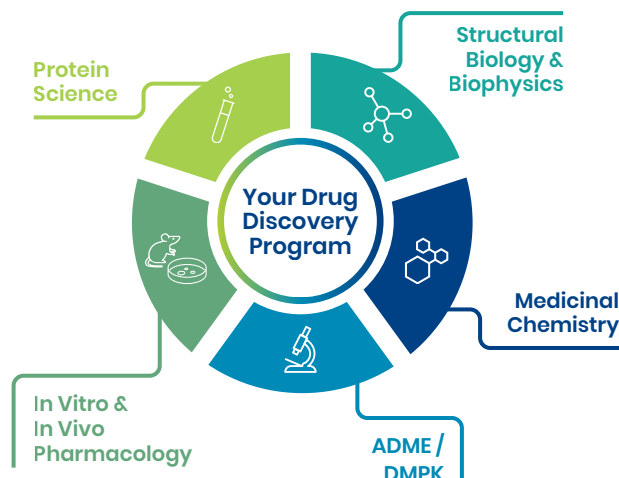 Protein
Science
Structural
Biology &
Biophysics
Your Drug
Discovery
Program
Medicinal
Chemistry
In Vitro &
In Vivo
Pharmacology
ADME /
DMPK